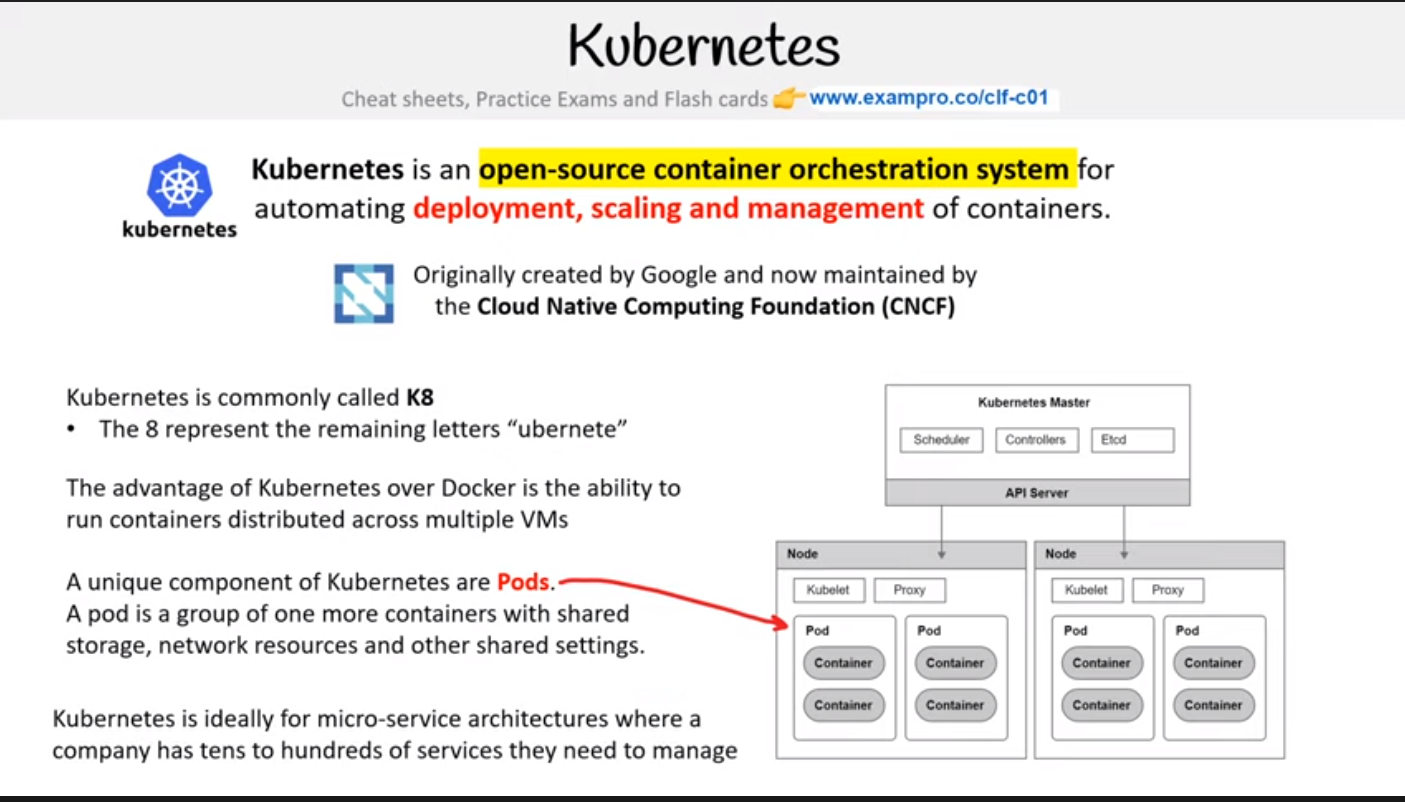 Kubernetes
Cheat sheets, Practice Exams and Flash cards 👉 www.exampro.co/clf-c01
kubernetes
Kubernetes is an open-source container orchestration system for
automating deployment, scaling and management of containers.
Originally created by Google and now maintained by
the Cloud Native Computing Foundation (CNCF)
Kubernetes is commonly called K8
• The 8 represent the remaining letters “ubernete”
The advantage of Kubernetes over Docker is the ability to
run containers distributed across multiple VMs
A unique component of Kubernetes are Pods.
A pod is a group of one more containers with shared
storage, network resources and other shared settings.
Kubernetes is ideally for micro-service architectures where a
company has tens to hundreds of services they need to manage
Kubernetes Master
Scheduler Controllers Etcd
API Server
Node
Kubelet Proxy
Pod Pod
Container Container
Container Container
Node
Kubelet Proxy
Pod Pod
Container Container
Container Container